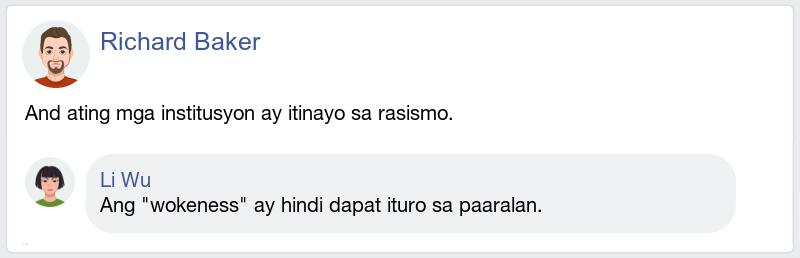 Richard Baker
And ating mga institusyon ay itinayo sa rasismo.
Li Wu
Ang "wokeness" ay hindi dapat ituro sa paaralan.